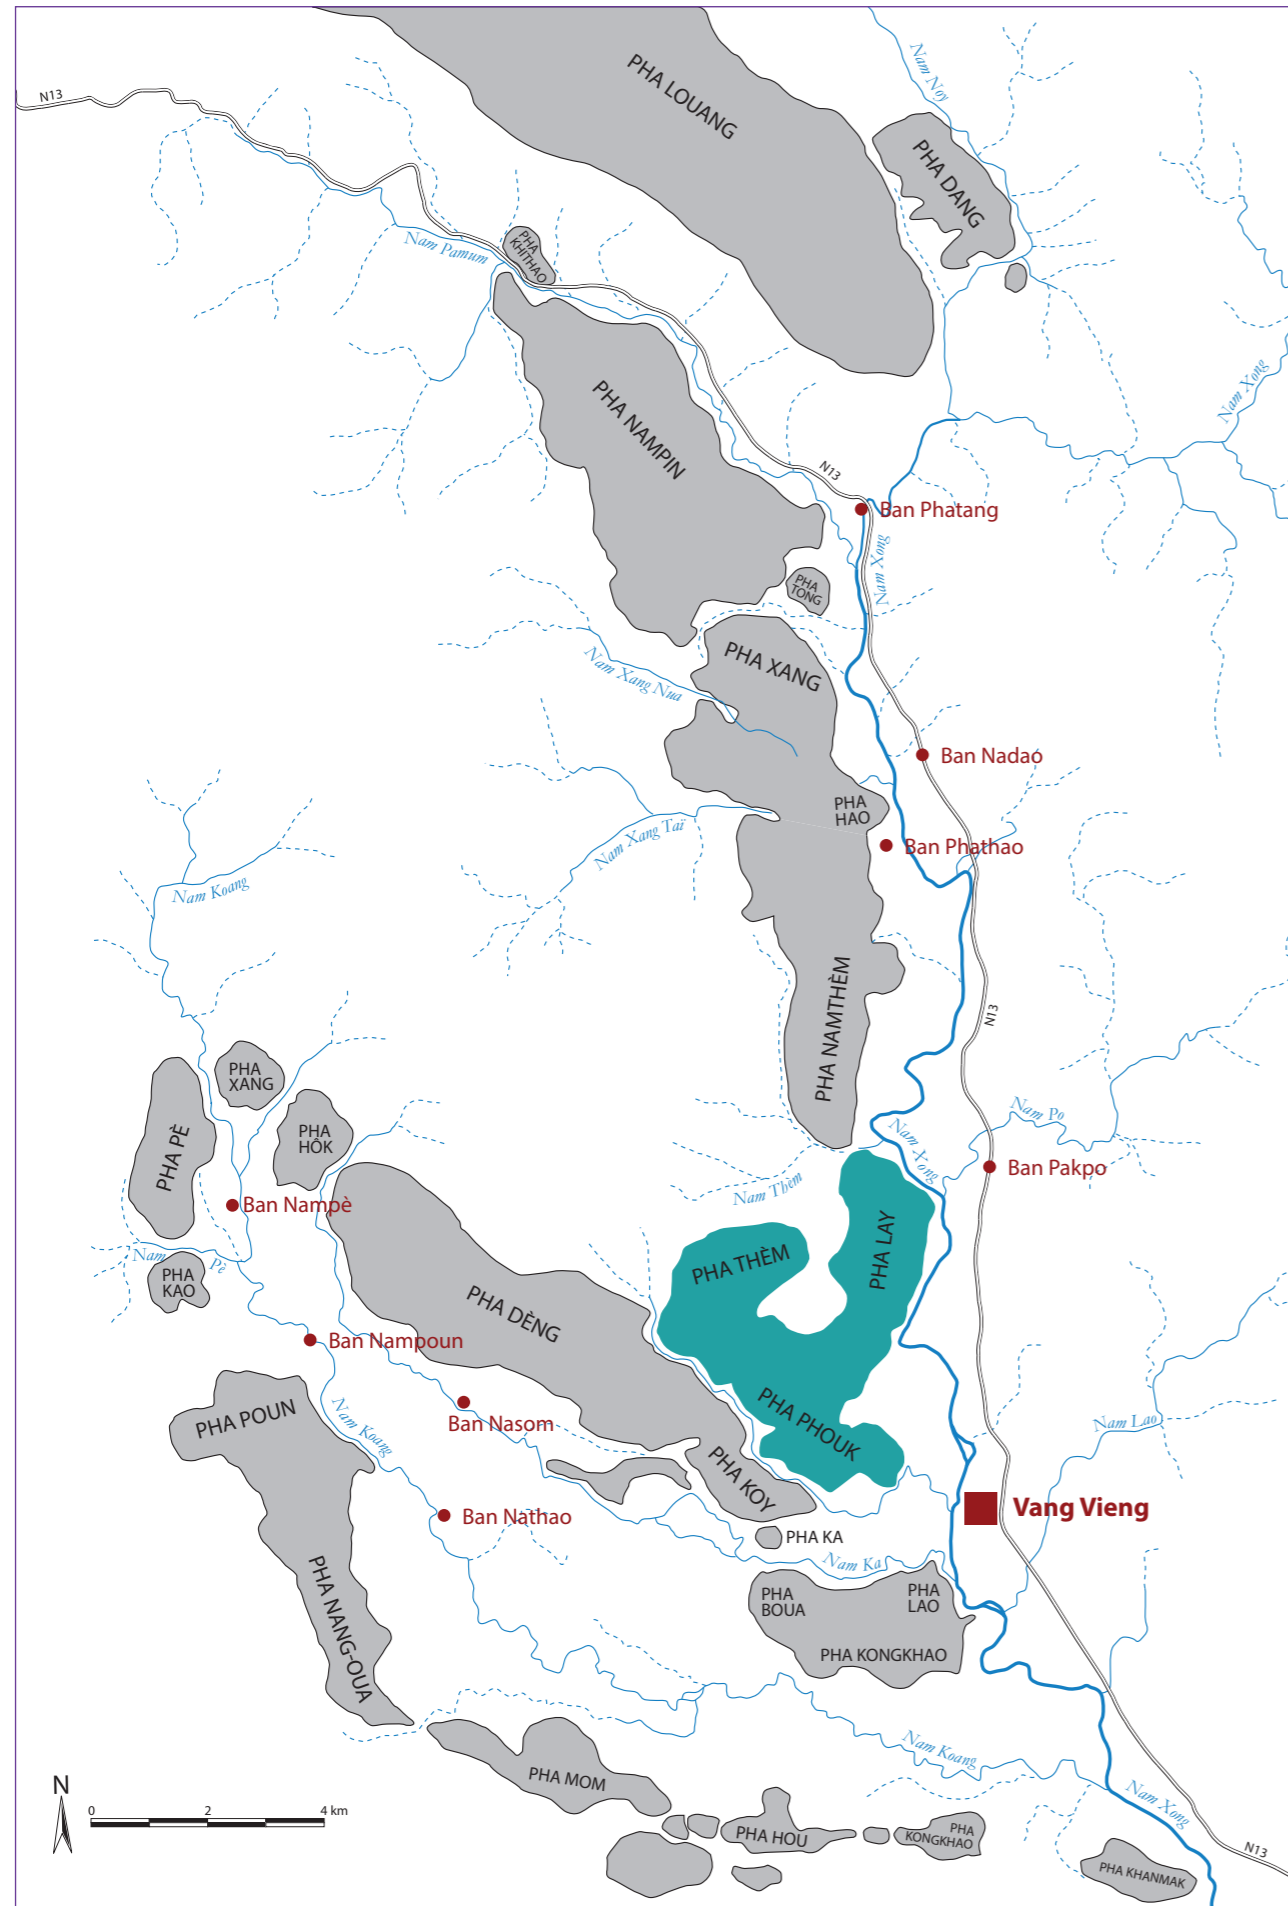 N13
PHA LOUANG
Nam Noy
PHA DANG
Nam Pamum
PHA
KHITHAO
Nam Xong
PHA NAMPIN
N13
Ban Phatang
Nam Xong
PHA
TONG
PHA XANG
Nam Xang Nua
Ban Nadao
PHA
HAO
Nam Xang Taï
Ban Phathao
Nam Koang
PHA NAMTHÈM
N13
PHA
XANG
PHA PÈ
PHA
HÔK
Nam Po
Nam Xong
Ban Pakpo
Nam Thèm
Ban Nampè
PHA LAY
Nam Pè
PHA THÈM
PHA
KAO
PHA DÈNG
Ban Nampoun
PHA POUN
Nam Koang
Ban Nasom
PHA PHOUK
Nam Lao
PHA KOY
Vang Vieng
Ban Nathao
PHA KA
Nam Ka
PHA
BOUA
PHA
LAO
PHA NANG-OUA
PHA KONGKHAO
Nam Koang
PHA MOM
Nam Xong
N
0 2 4 km
PHA HOU
PHA
KONGKHAO
N13
PHA KHANMAK